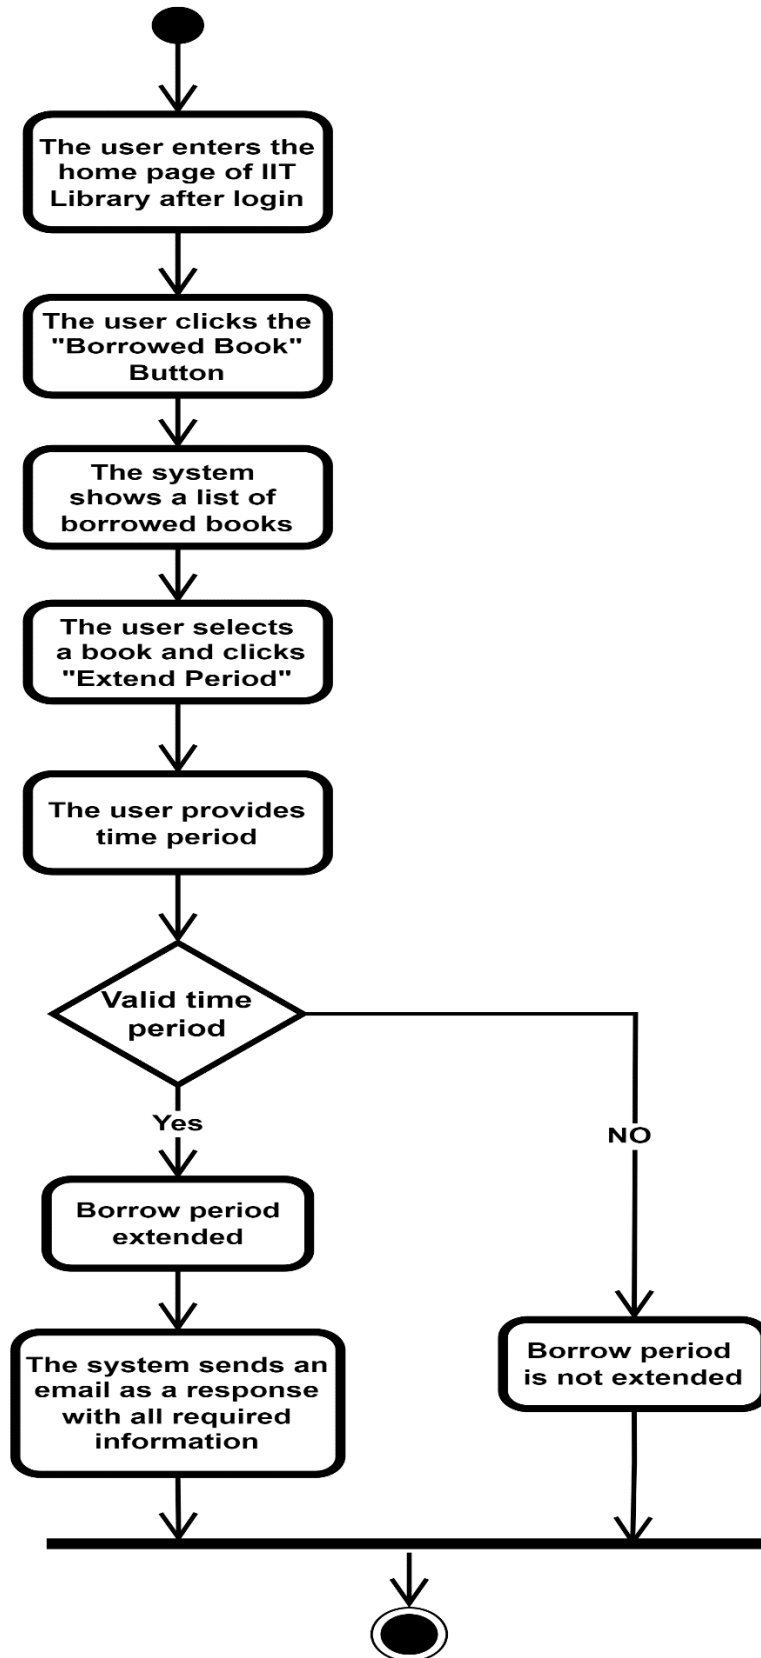 The user enters the
home page of IIT
Library after login
The user clicks the
"Borrowed Book"
Button
The system
shows a list of
borrowed books
The user selects
a book and clicks
"Extend Period"
The user provides
time period
Valid time
period
Yes
NO
Borrow period
extended
The system sends an
email as a response
with all required
information
Borrow period
is not extended